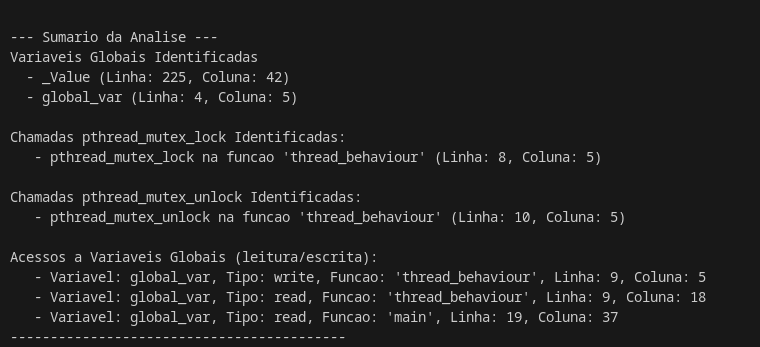 --- Sumario da Analise ---
Variaveis Globais Identificadas
- _Value (Linha: 225, Coluna: 42)
- global_var (Linha: 4, Coluna: 5)
Chamadas pthread_mutex_lock Identificadas:
- pthread_mutex_lock na funcao 'thread_behaviour' (Linha: 8, Coluna: 5)
Chamadas pthread_mutex_unlock Identificadas:
- pthread_mutex_unlock na funcao 'thread_behaviour' (Linha: 10, Coluna: 5)
Acessos a Variaveis Globais (leitura/escrita):
- Variavel: global_var, Tipo: write, Funcao: 'thread_behaviour', Linha: 9, Coluna: 5
- Variavel: global_var, Tipo: read, Funcao: 'thread_behaviour', Linha: 9, Coluna: 18
- Variavel: global_var, Tipo: read, Funcao: 'main', Linha: 19, Coluna: 37
------------------------------------------